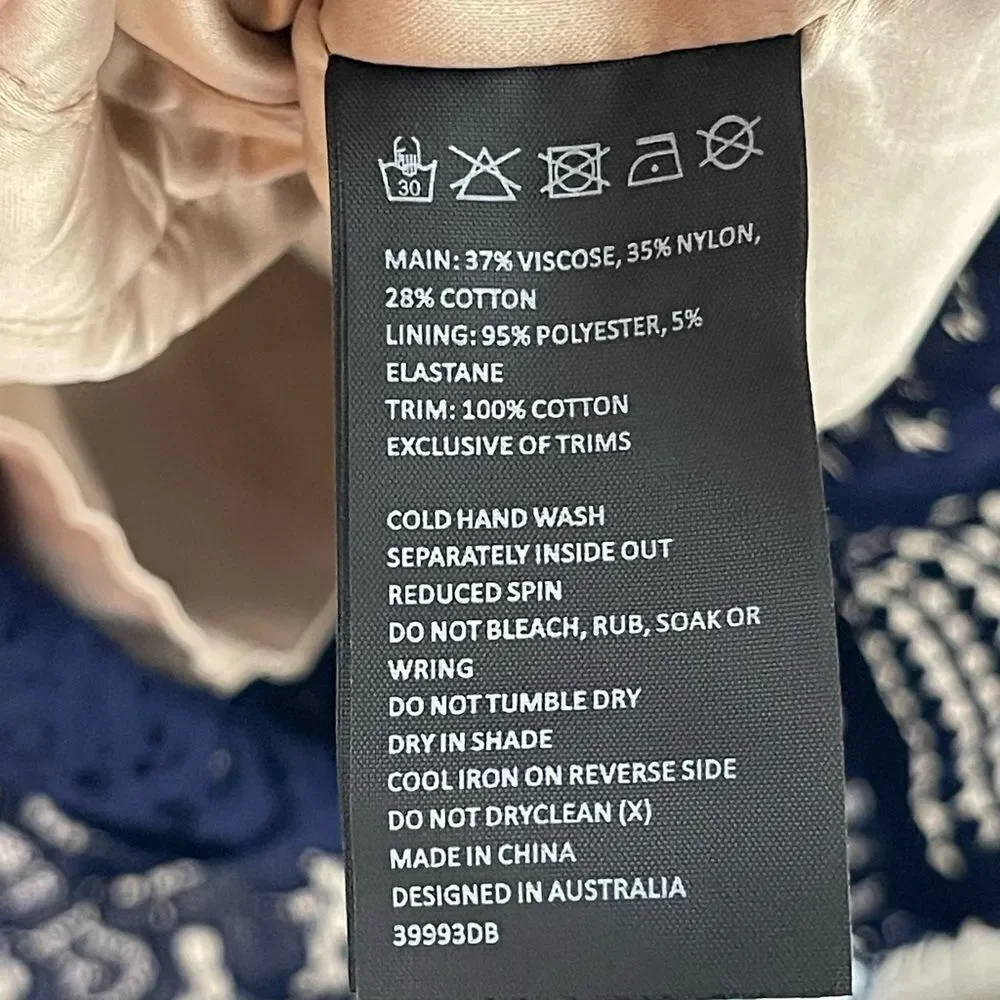 30
MAIN: 37% VISCOSE, 35% NYLON,
28% COTTON
LINING: 95% POLYESTER, 5%
ELASTANE
TRIM: 100% COTTON
EXCLUSIVE OF TRIMS
COLD HAND WASH
SEPARATELY INSIDE OUT
REDUCED SPIN
DO NOT BLEACH, RUB, SOAK OR
WRING
DO NOT TUMBLE DRY
DRY IN SHADE
COOL IRON ON REVERSE SIDE
DO NOT DRYCLEAN (X)
MADE IN CHINA
DESIGNED IN AUSTRALIA
39993DB